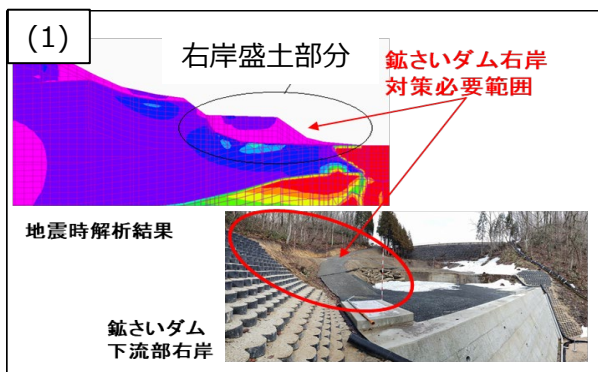 (1)
右岸盛土部分
鉱さいダム右岸
対策必要範囲
地震時解析結果
鉱さいダム
下流部右岸